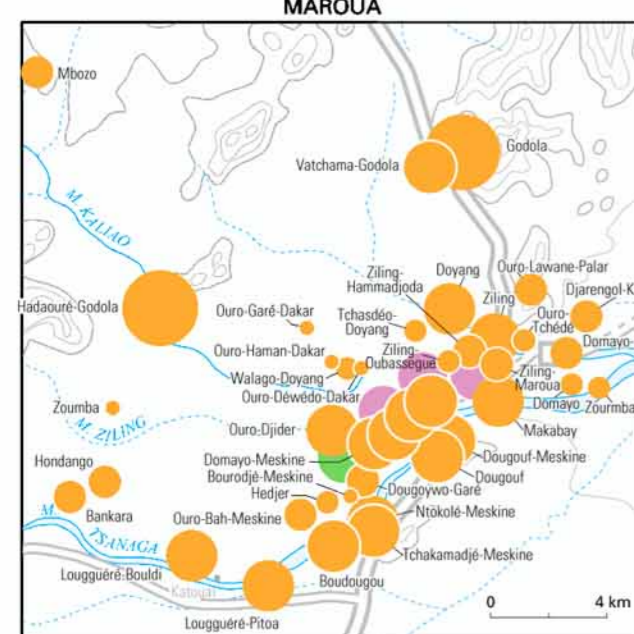 MAROUA
Mbozo
Godola
Vatchama-Godola
M. KALIAO
Ziling-
Hammadjoda
Doyang
Ouro-Lawane-Palar
Hadaouré-Godola
Ziling
Djarengol-K
Ouro-Garé-Dakar
Tchasdéo-
Doyang
Ouro-
Tchédé
Ouro-Haman-Dakar
Ziling-
Oubassegue
Domayo-
Walago-Doyang
Ziling-
Maroua
Ouro-Déwédo-Dakar
Domayo
Zourmba
Zoumba
M. ZILING
Ouro-Djider
Makabay
Hondango
Domayo-Meskine
Dougouf-Meskine
Bourodjé-Meskine
Dougouf
Hedjer
Dougoywo-Garé
Bankara
Ouro-Bah-Meskine
Ntökolé-Meskine
M.
TSANAGA
Tchakamadjé-Meskine
Louggüéré-Bouldi
Katoual
Boudougou
Lougguéré-Pitoa
0 4 km